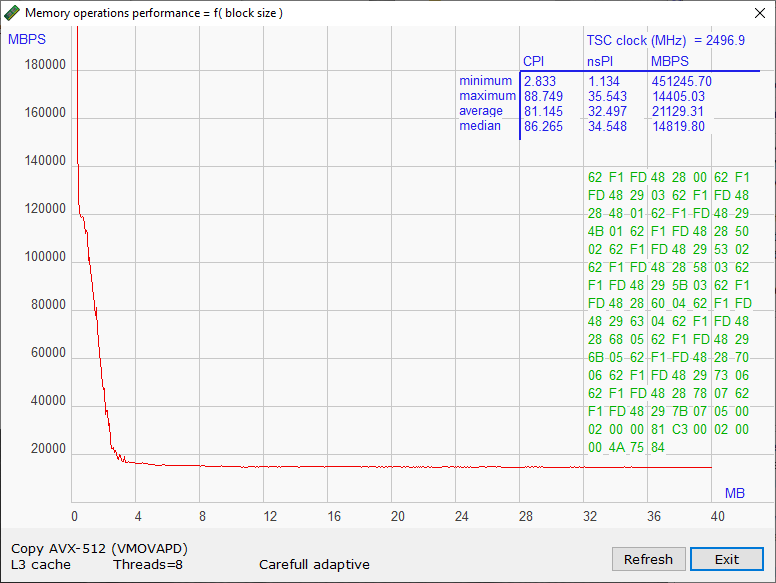 Memory operations performance = f( block size )
MBPS
TSC clock (MHz) = 2496.9
CPI nsPI MBPS
minimum 2.833 1.134 451245.70
maximum 88.749 35.543 14405.03
average 81.145 32.497 21129.31
median 86.265 34.548 14819.80
180000
160000
140000
120000
100000
80000
60000
40000
20000
62 F1 FD 48 28 00 62 F1
FD 48 29 03 62 F1 FD 48
28 48 01 62 F1 FD 48 29
4B 01 62 F1 FD 48 28 50
02 62 F1 FD 48 29 53 02
62 F1 FD 48 28 58 03 62
F1 FD 48 29 5B 03 62 F1
FD 48 28 60 04 62 F1 FD
48 29 63 04 62 F1 FD 48
28 68 05 62 F1 FD 48 29
6B 05 62 F1 FD 48 28 70
06 62 F1 FD 48 29 73 06
62 F1 FD 48 28 78 07 62
F1 FD 48 29 7B 07 05 00
02 00 00 81 C3 00 02 00
00 4A 75 84
MB
0 4 8 12 16 20 24 28 32 36 40
Copy AVX-512 (VMOVAPD)
L3 cache Threads=8 Carefull adaptive
Refresh Exit